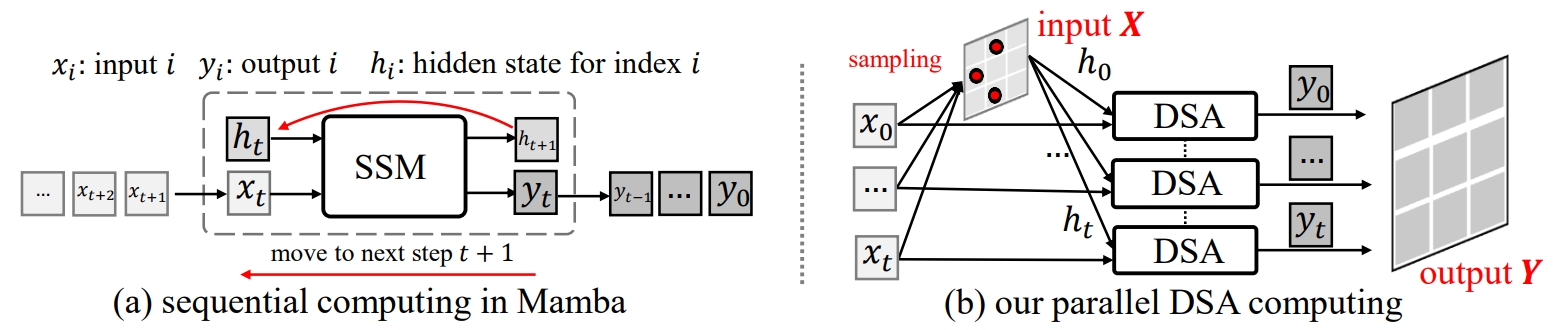 x_i: input i y_i: output i h_i: hidden state for index i
h_t
SSM
h_{t+1}
... x_{t+2} x_{t+1}
x_t
y_t
y_{t-1} ... y_0
move to next step t + 1
(a) sequential computing in Mamba
input X
sampling
h_0
x_0
DSA
y_0
...
...
DSA
...
x_t
h_t
DSA
y_t
output Y
(b) our parallel DSA computing